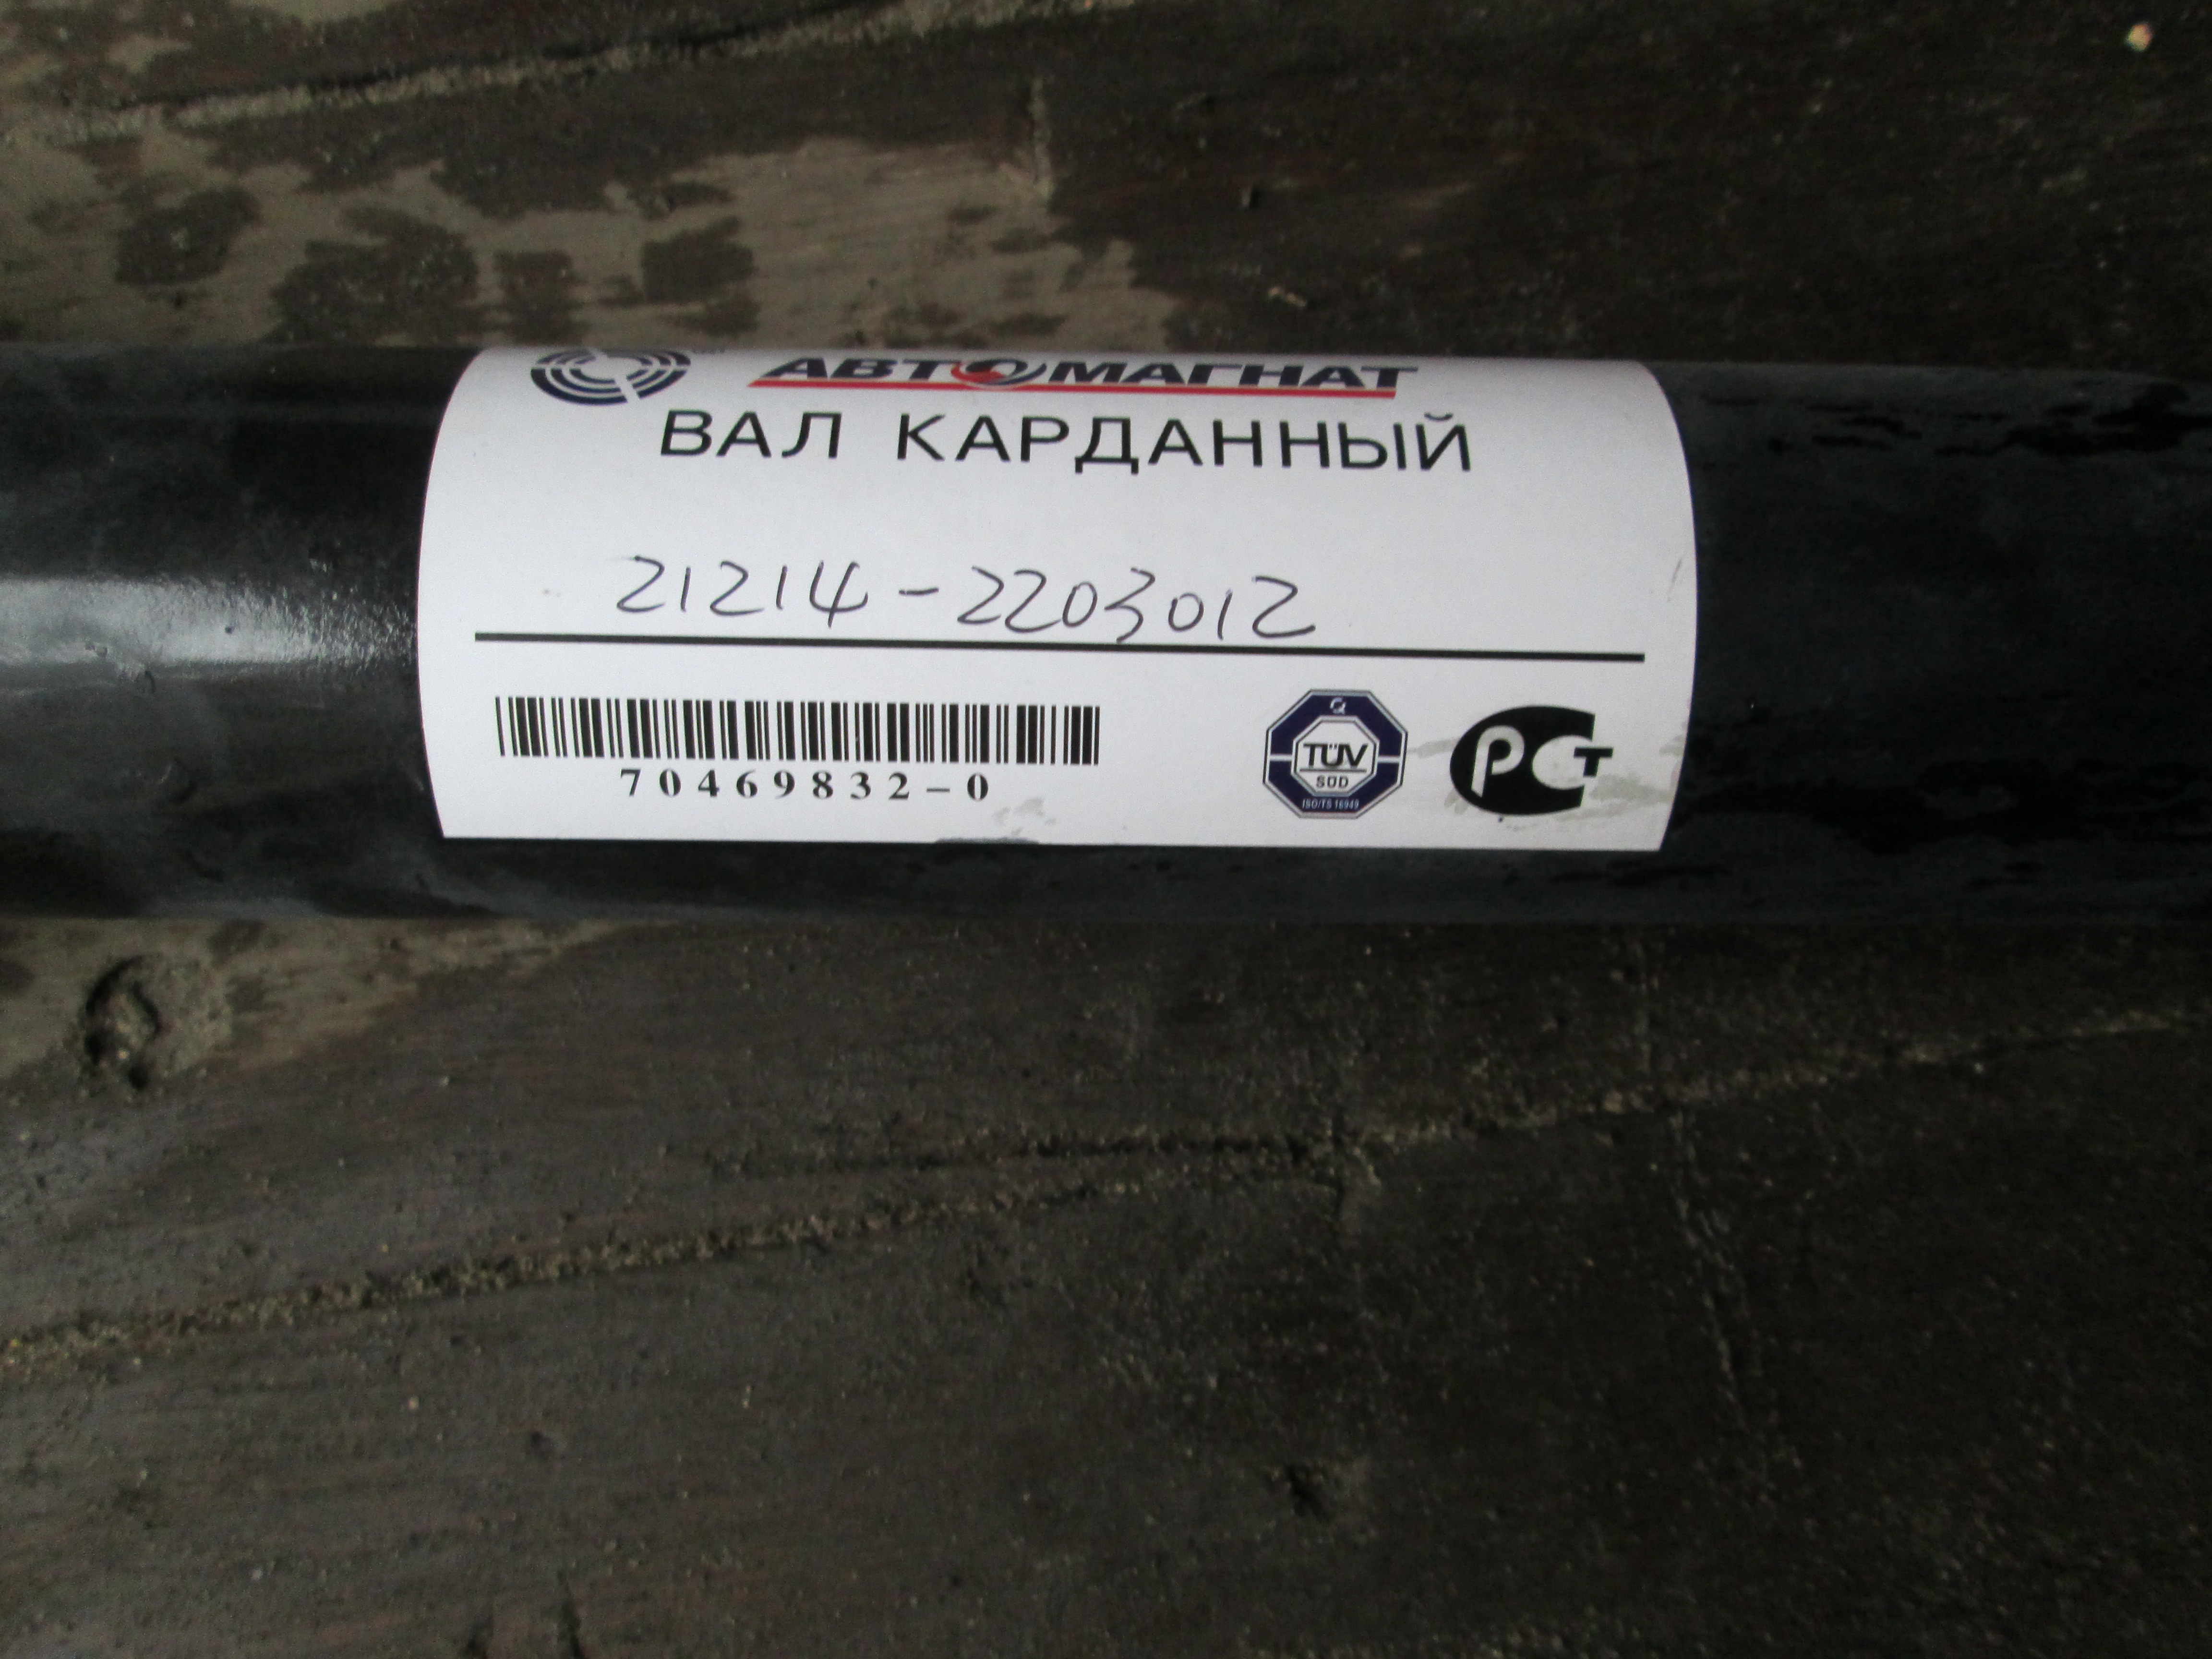 АВТОМАГНАТ
ВАЛ КАРДАННЫЙ
21214-2203012
70469832-0
Q
TÜV
SÜD
ISO/TS 16949
РСТ